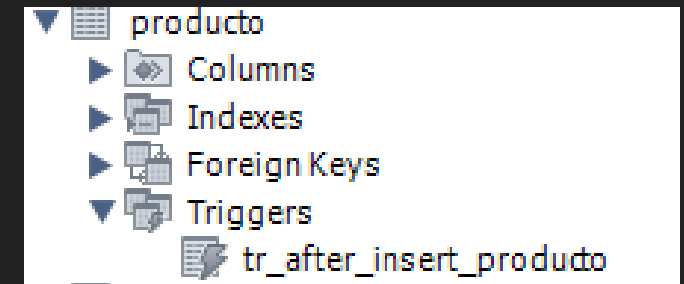 producto
Columns
Indexes
Foreign Keys
Triggers
tr_after_insert_producto